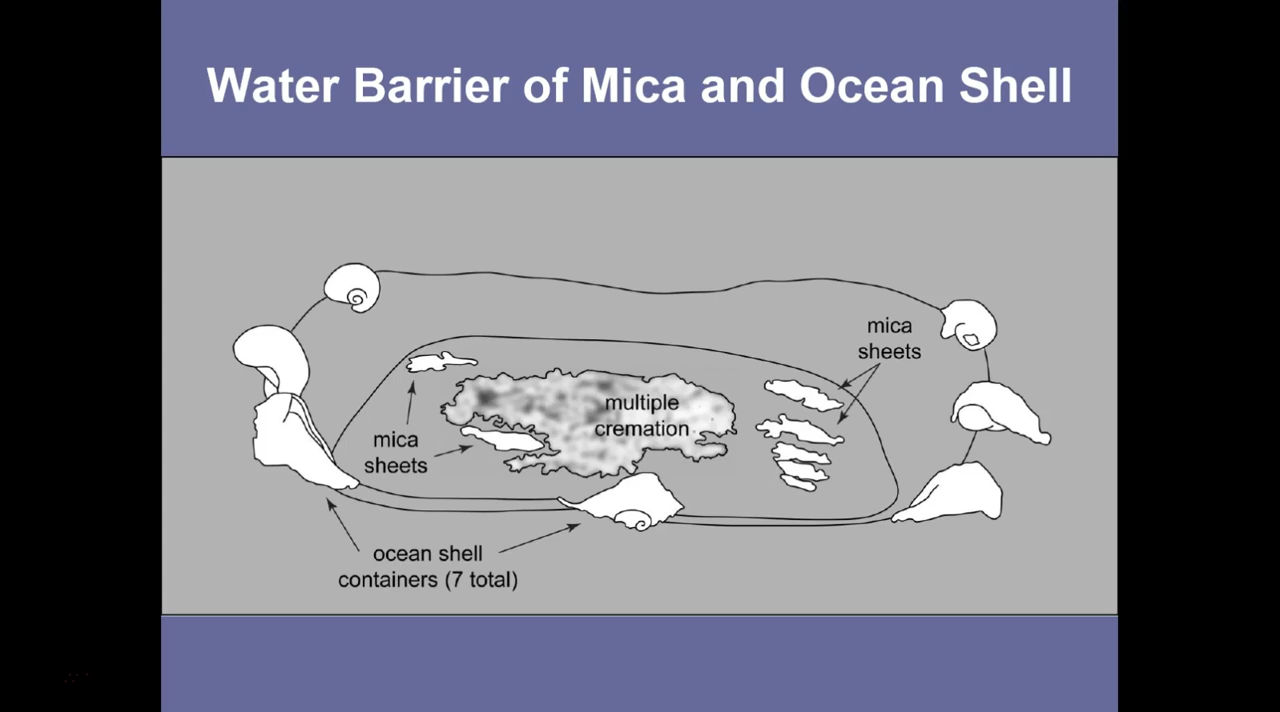 Water Barrier of Mica and Ocean Shell
mica
sheets
multiple
cremation
mica
sheets
ocean shell
containers (7 total)